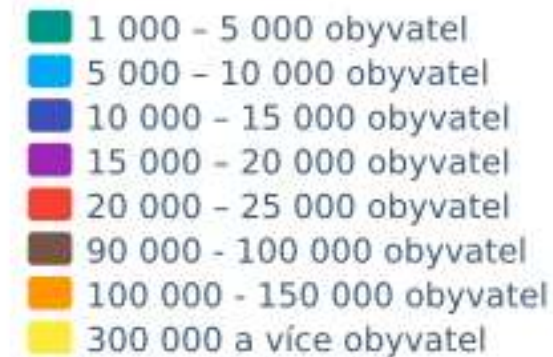 1 000 – 5 000 obyvatel
5 000 – 10 000 obyvatel
10 000 – 15 000 obyvatel
15 000 – 20 000 obyvatel
20 000 – 25 000 obyvatel
90 000 - 100 000 obyvatel
100 000 - 150 000 obyvatel
300 000 a více obyvatel